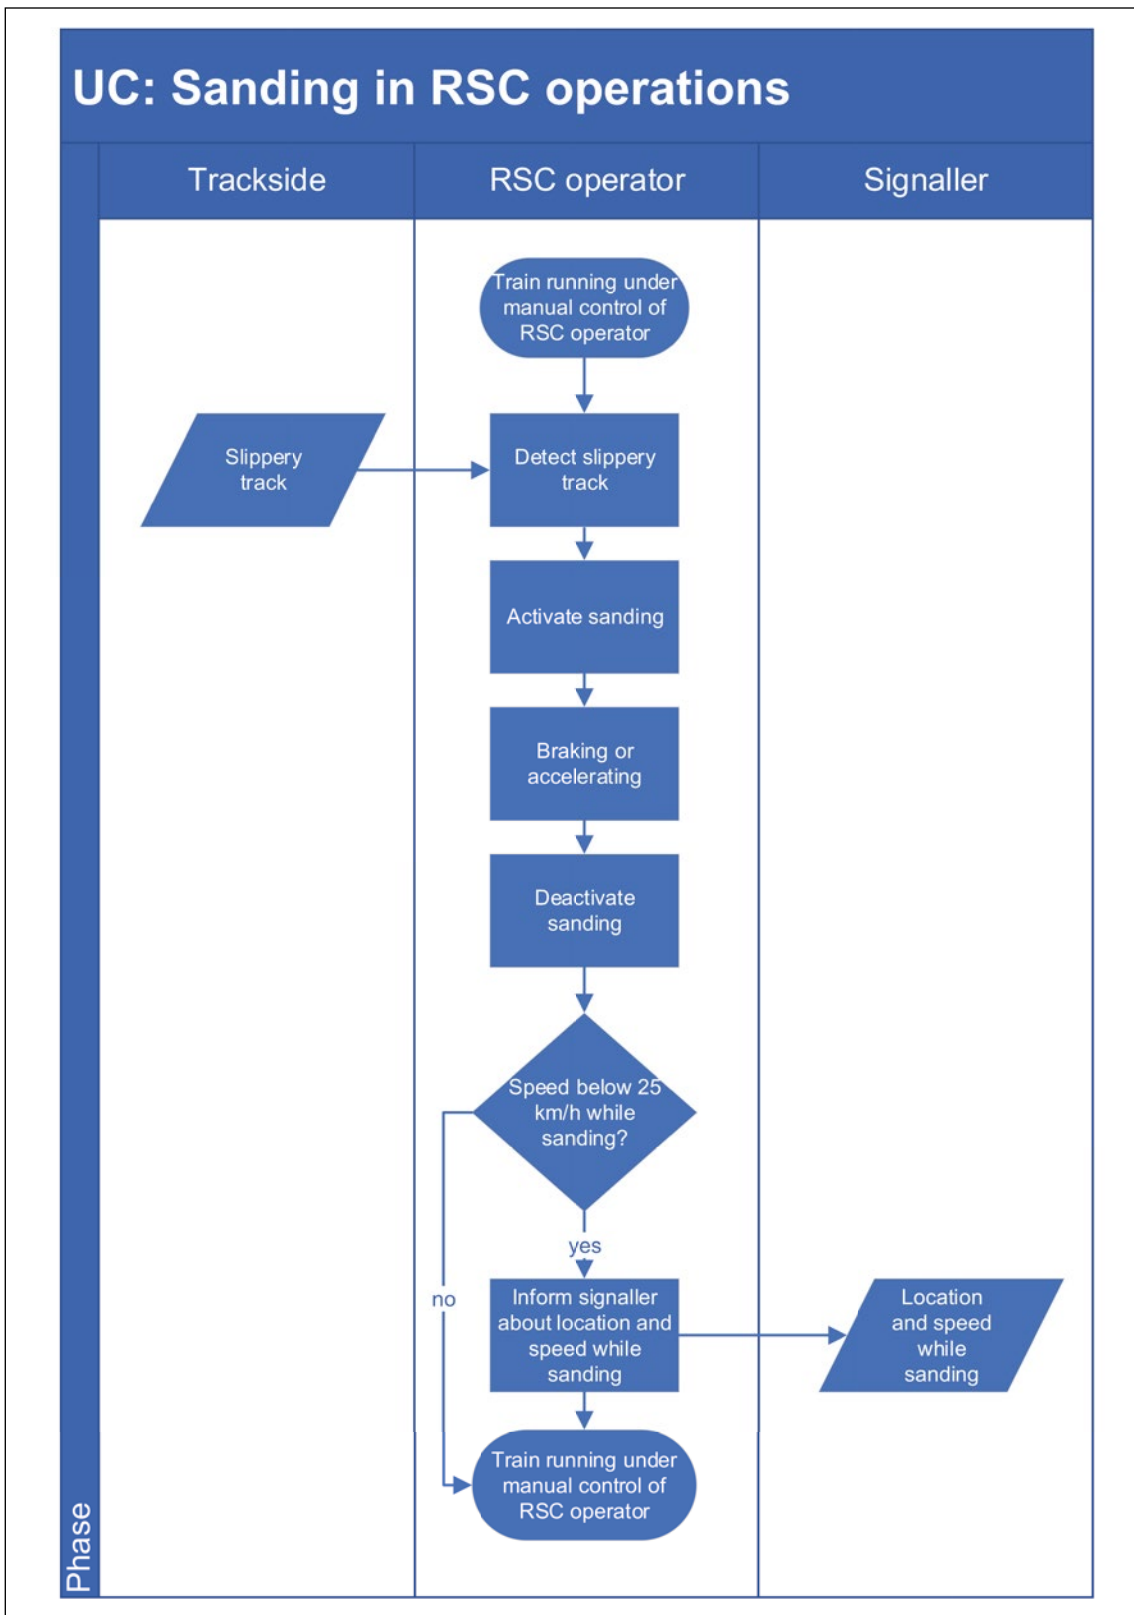 UC: Sanding in RSC operations
Trackside
RSC operator
Signaller
Train running under
manual control of
RSC operator
Slippery
track
Detect slippery
track
Activate sanding
Braking or
accelerating
Deactivate
sanding
Speed below 25
km/h while
sanding?
yes
no
Inform signaller
about location and
speed while
sanding
Location
and speed
while
sanding
Train running under
manual control of
RSC operator
Phase